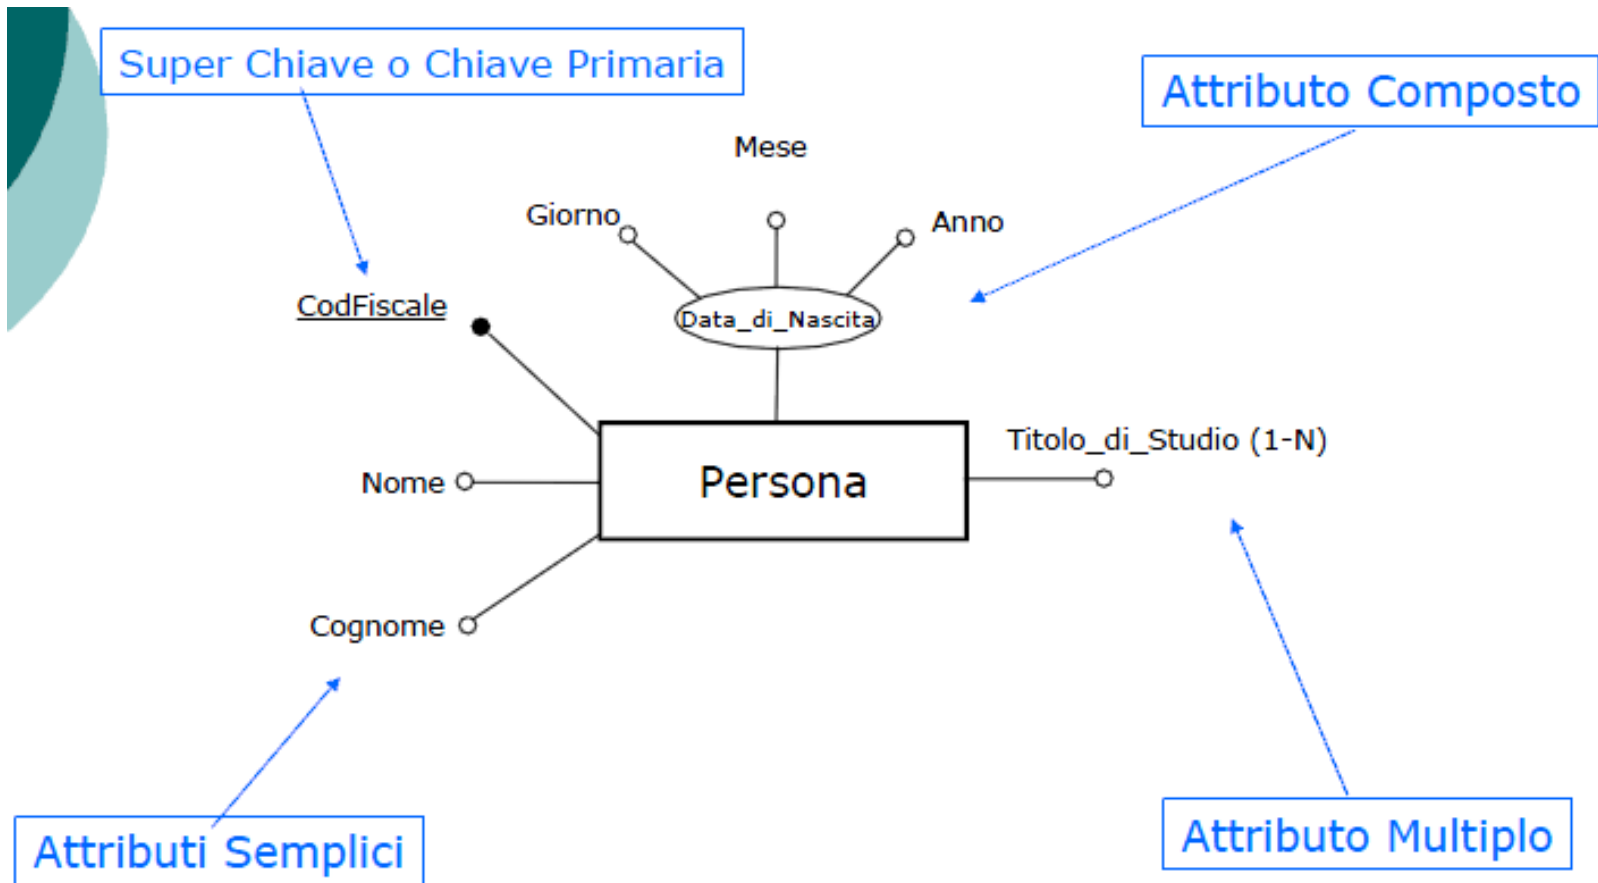 Super Chiave o Chiave Primaria
Attributo Composto
Mese
Giorno
Anno
CodFiscale
Data_di_Nascita
Titolo_di_Studio (1-N)
Nome
Persona
Cognome
Attributi Semplici
Attributo Multiplo